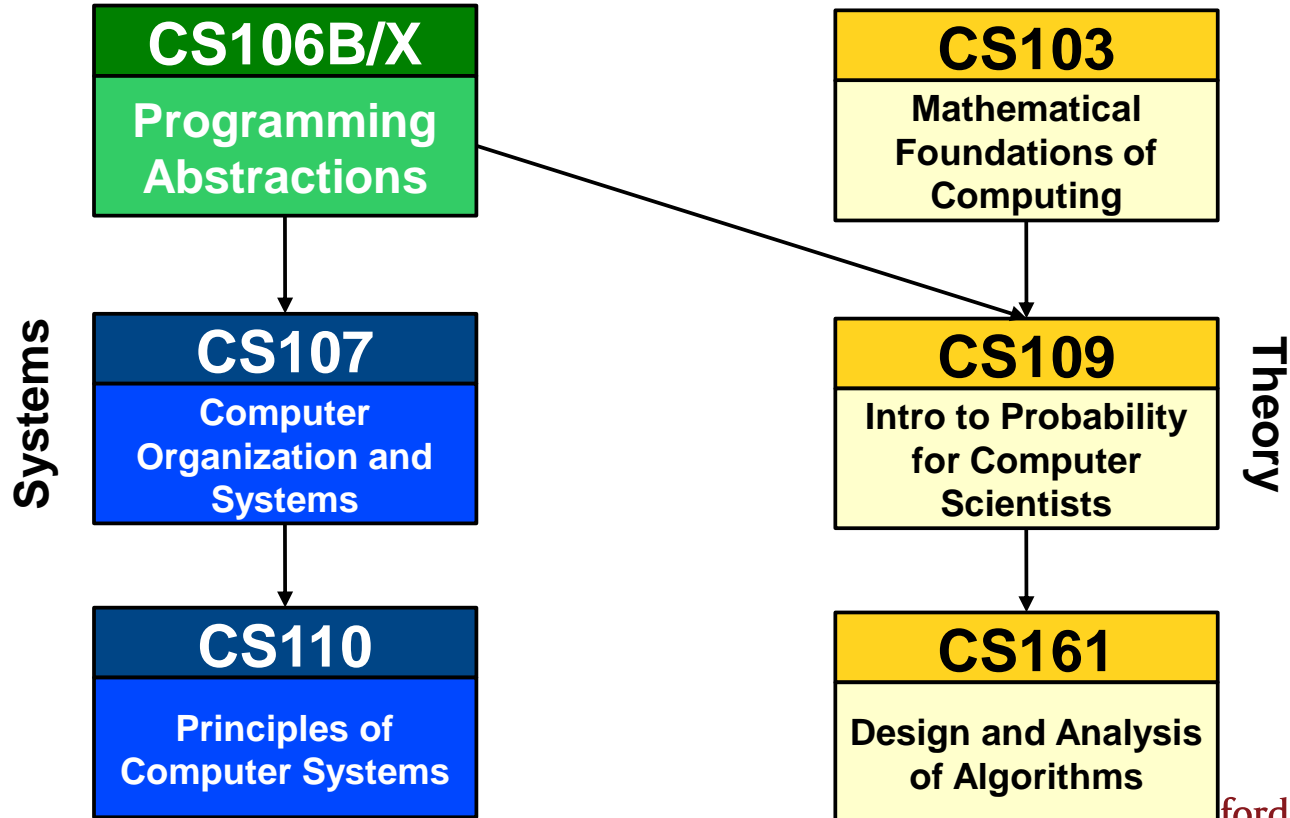 CS106B/X
Programming
Abstractions
CS103
Mathematical
Foundations of
Computing
Systems
CS107
Computer
Organization and
Systems
CS109
Intro to Probability
for Computer
Scientists
Theory
CS110
Principles of
Computer Systems
CS161
Design and Analysis
of Algorithms
ford